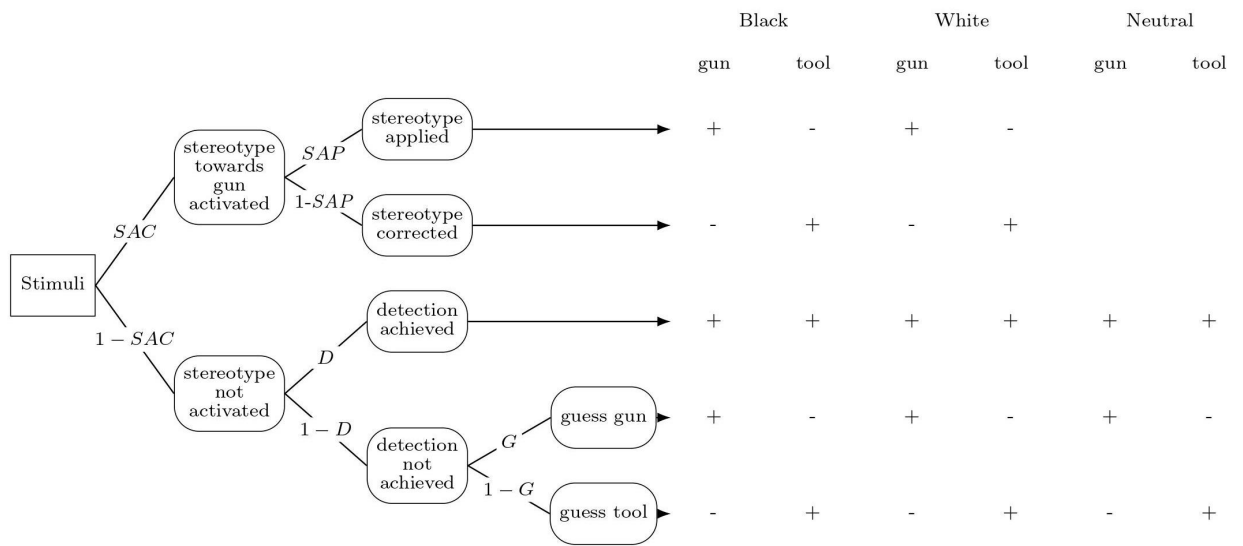 Black White Neutral
gun tool gun tool gun tool
stereotype
applied
+ - + -
SAP
stereotype
towards
gun
activated
1-SAP
stereotype
corrected
- + - +
SAC
Stimuli
1 − SAC
detection
achieved
+ + + + + +
D
stereotype
not
activated
1 − D
guess gun
+ - + - + -
G
detection
not
achieved
1 − G
guess tool
- + - + - +